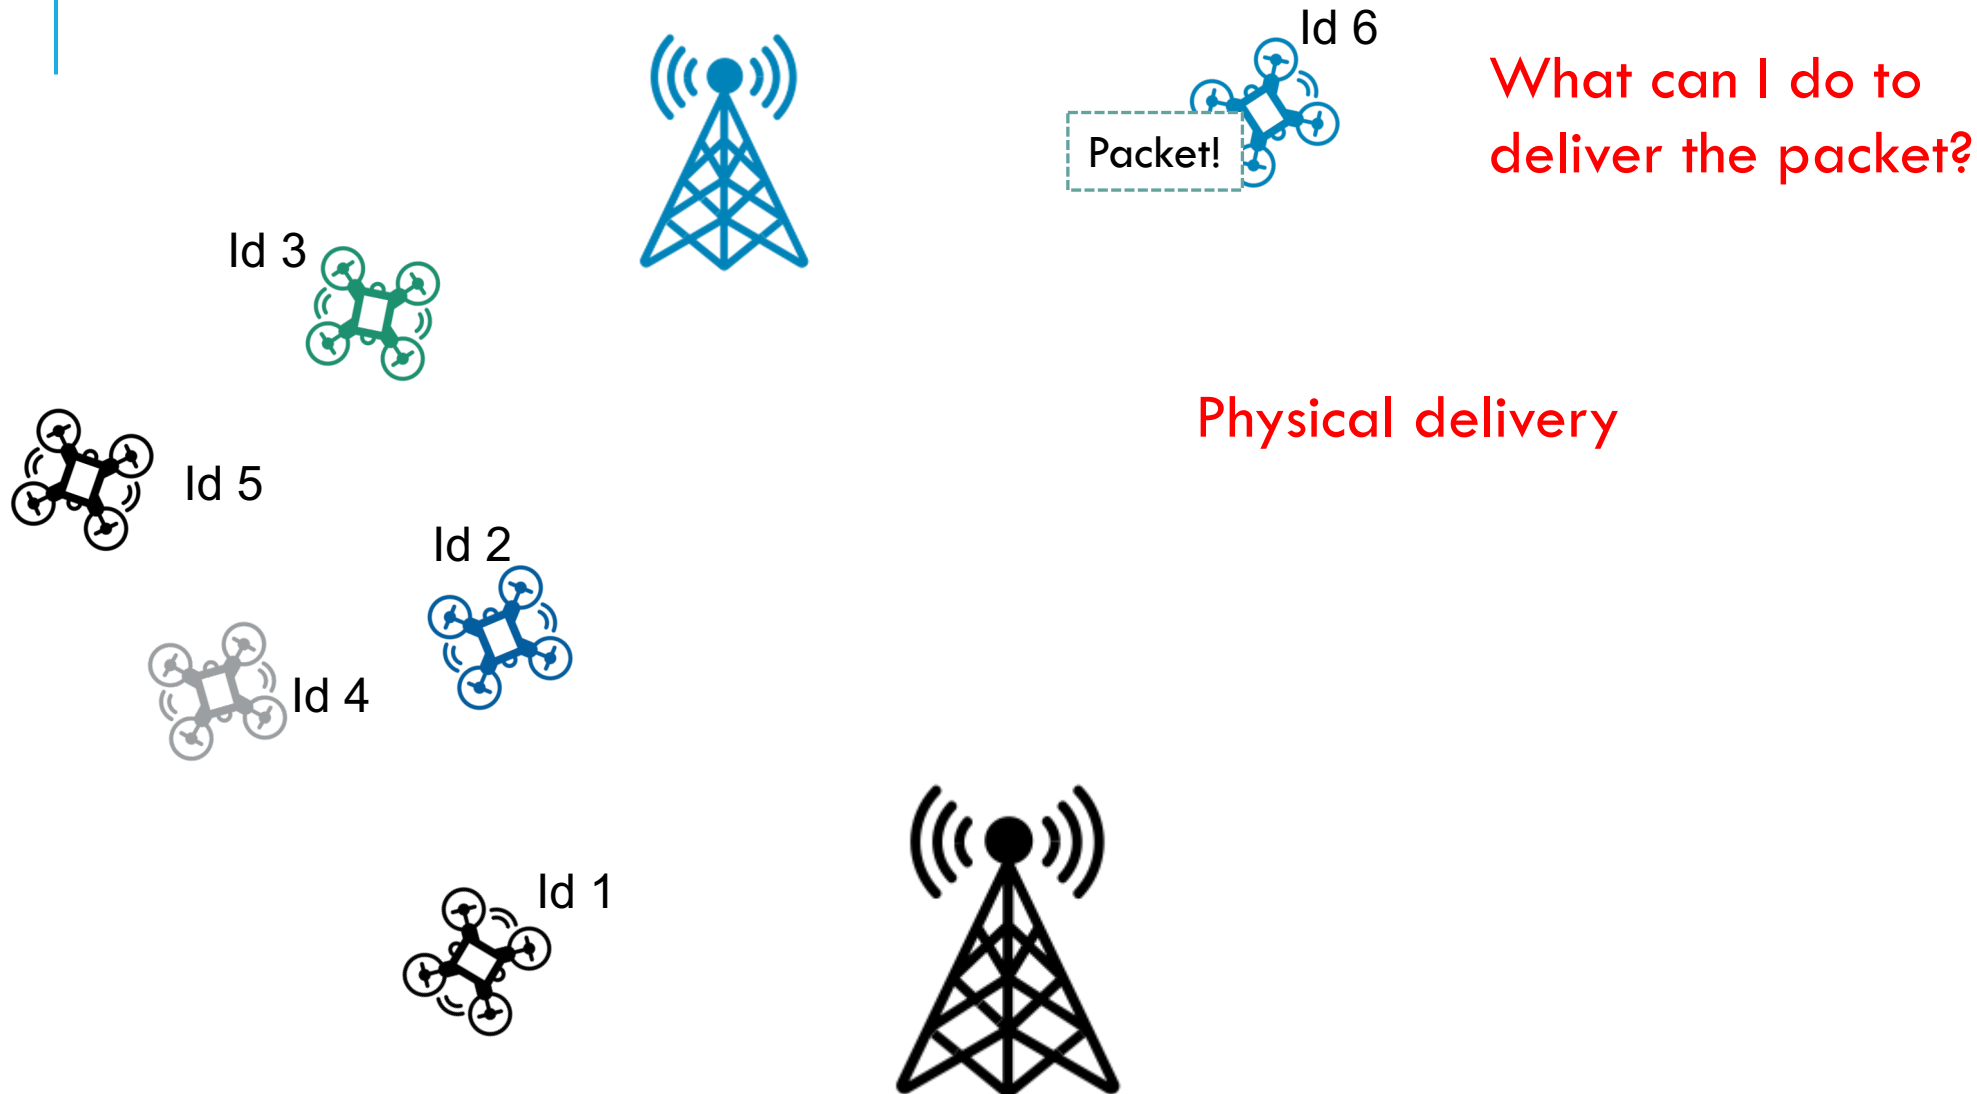 Id 6
What can I do to
deliver the packet?
Packet!
Id 3
Physical delivery
Id 5
Id 2
Id 4
Id 1